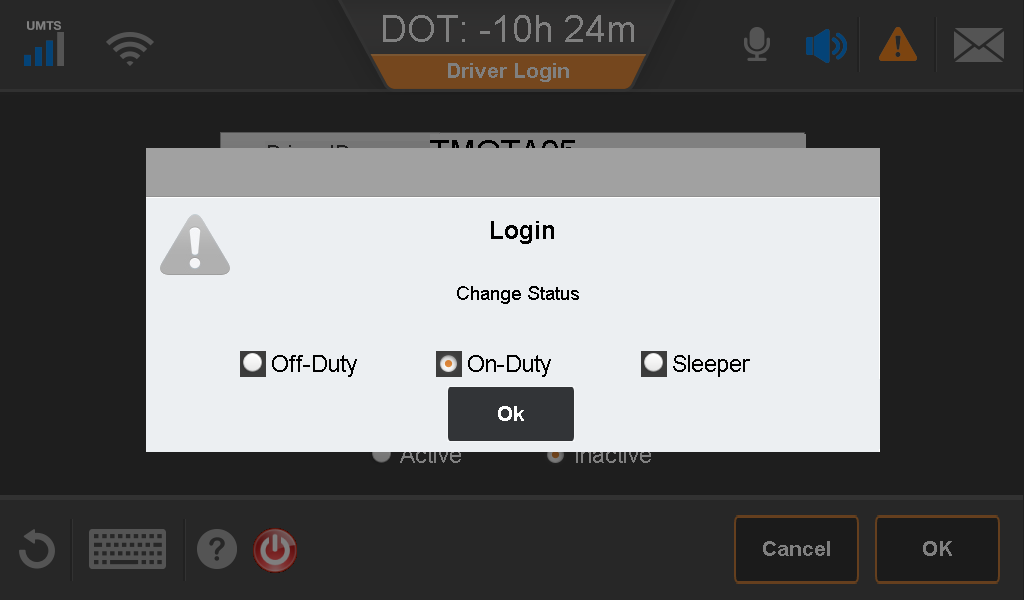 UMTS
DOT: -10h 24m
Driver Login
Login
Change Status
Off-Duty On-Duty Sleeper
Ok
Active Inactive
? Cancel OK